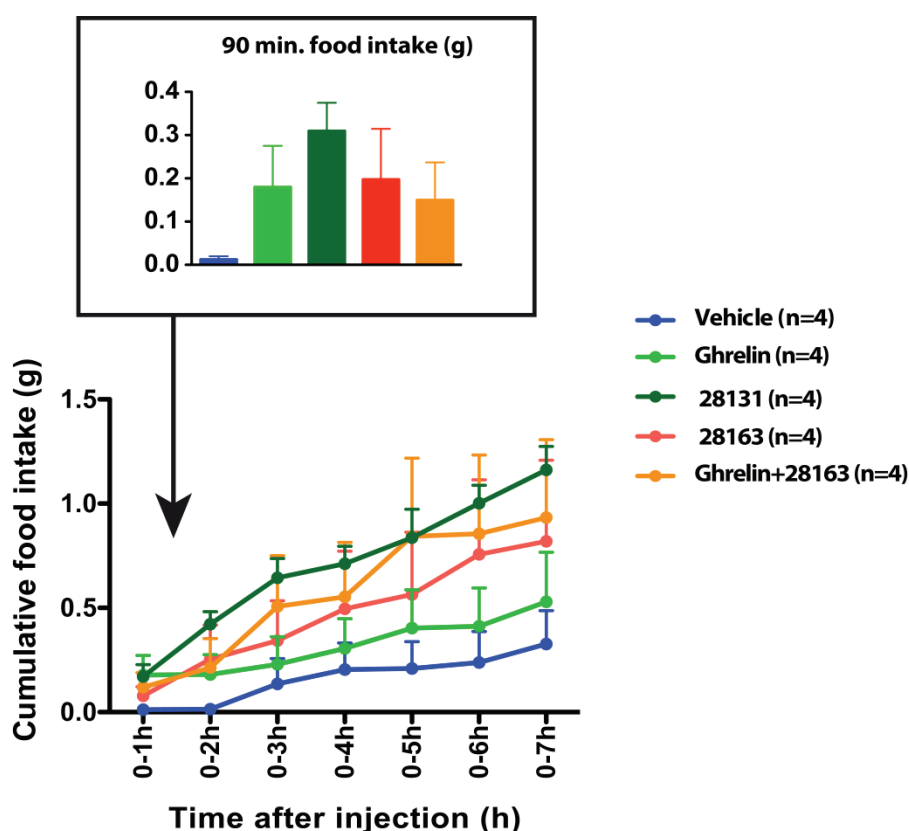 90 min. food intake (g)
0.4
0.3
0.2
0.1
0.0
Vehicle (n=4)
Ghrelin (n=4)
28131 (n=4)
28163 (n=4)
Ghrelin+28163 (n=4)
Cumulative food intake (g)
1.5
1.0
0.5
0.0
0-1h
0-2h
0-3h
0-4h
0-5h
0-6h
0-7h
Time after injection (h)